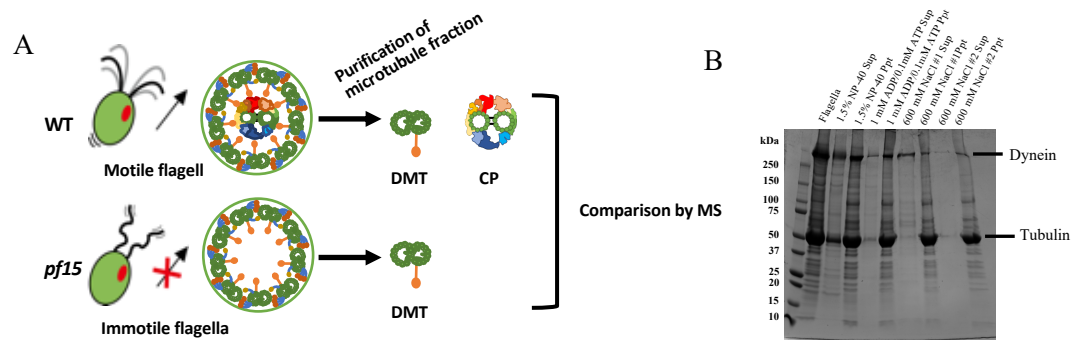 A
WT
Motile flagell
Purification of
microtubule fraction
DMT
CP
pf15
Immotile flagella
DMT
Comparison by MS
B
Flagella
1.5% NP-40 Sup
1.5% NP-40 Ppt
1 mM ADP/0.1mM ATP Sup
1 mM ADP/0.1mM ATP Ppt
600 mM NaCl #1 Sup
600 mM NaCl #1Ppt
600 mM NaCl #2 Sup
600 mM NaCl #2 Ppt
kDa
250
150
100
75
50
37
25
20
15
10
Dynein
Tubulin